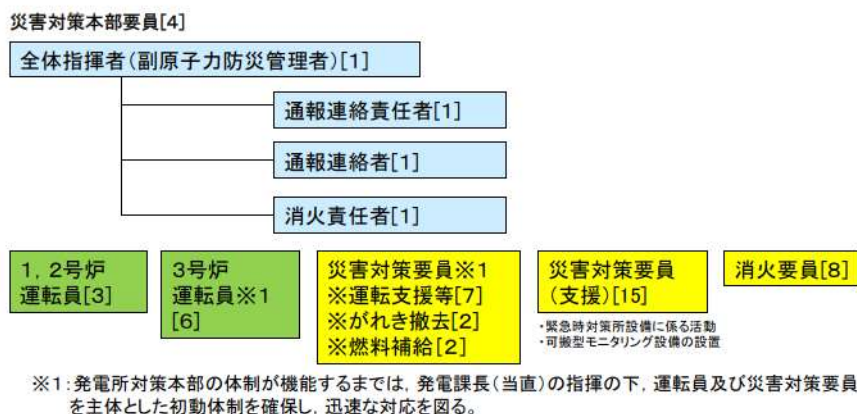 災害対策本部要員[4]
全体指揮者(副原子力防災管理者)[1]
通報連絡責任者[1]
通報連絡者[1]
消火責任者[1]
1,2号炉
運転員[3]
3号炉
運転員※1
[6]
災害対策要員※1
※運転支援等[7]
※がれき撤去[2]
※燃料補給[2]
災害対策要員
(支援)[15]
消火要員[8]
・緊急時対策所設備に係る活動
・可搬型モニタリング設備の設置
※1:発電所対策本部の体制が機能するまでは,発電課長(当直)の指揮の下,運転員及び災害対策要員
を主体とした初動体制を確保し,迅速な対応を図る。